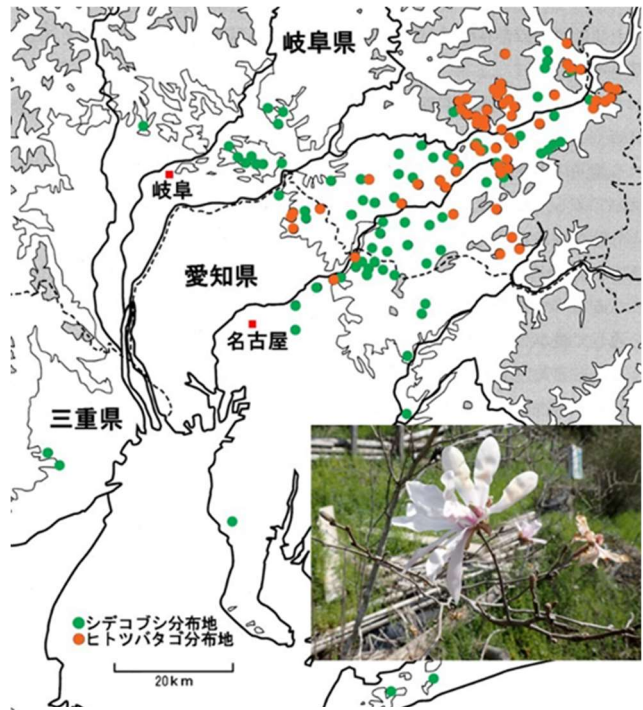 岐阜県
岐阜
愛知県
名古屋
三重県
シデコブシ分布地
ヒトツバタゴ分布地
20km